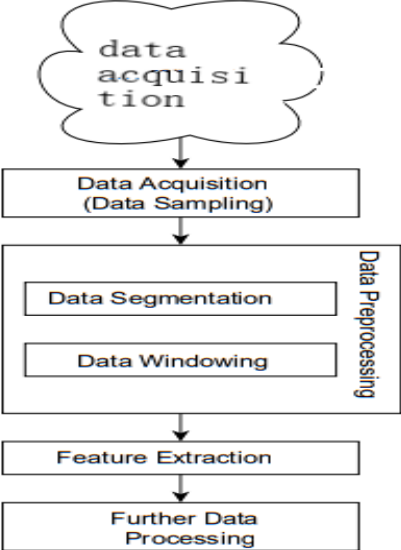 data
acquisi
tion
Data Acquisition
(Data Sampling)
Data Preprocessing
Data Segmentation
Data Windowing
Feature Extraction
Further Data
Processing